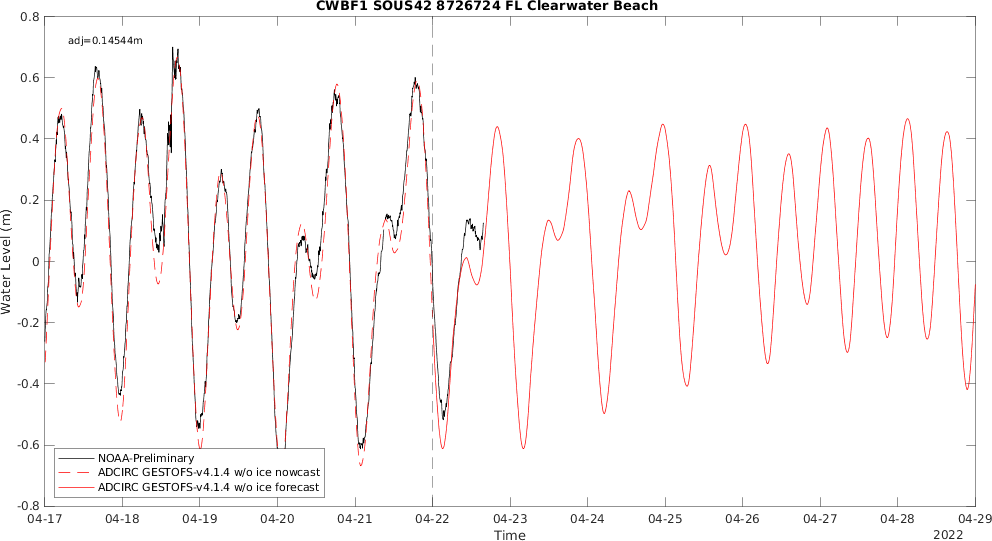 CWBF1 SOUS42 8726724 FL Clearwater Beach
adj=0.14544m
Water Level (m)
0.8
0.6
0.4
0.2
0
-0.2
-0.4
-0.6
-0.8
NOAA-Preliminary
ADCIRC GESTOFS-v4.1.4 w/o ice nowcast
ADCIRC GESTOFS-v4.1.4 w/o ice forecast
04-17 04-18 04-19 04-20 04-21 04-22 04-23 04-24 04-25 04-26 04-27 04-28 04-29
Time
2022